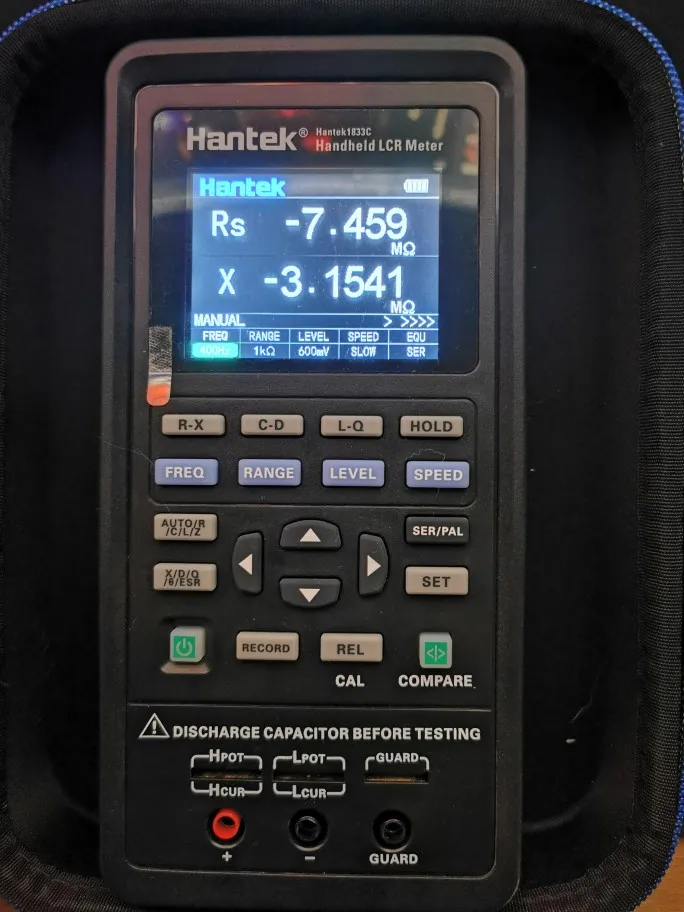 Hantek® Hantek1833C
Handheld LCR Meter
Hantek
Rs -7.459
MΩ
X -3.1541
MΩ
MANUAL > >>>>
FREQ RANGE LEVEL SPEED EQU
400Hz 1kΩ 600mV SLOW SER
R-X C-D L-Q HOLD
FREQ RANGE LEVEL SPEED
AUTO/R
/C/L/Z
SER/PAL
X/D/Q
/θ/ESR
SET
RECORD REL
CAL COMPARE
DISCHARGE CAPACITOR BEFORE TESTING
HPOT LPOT GUARD
HCUR LCUR
+ − GUARD